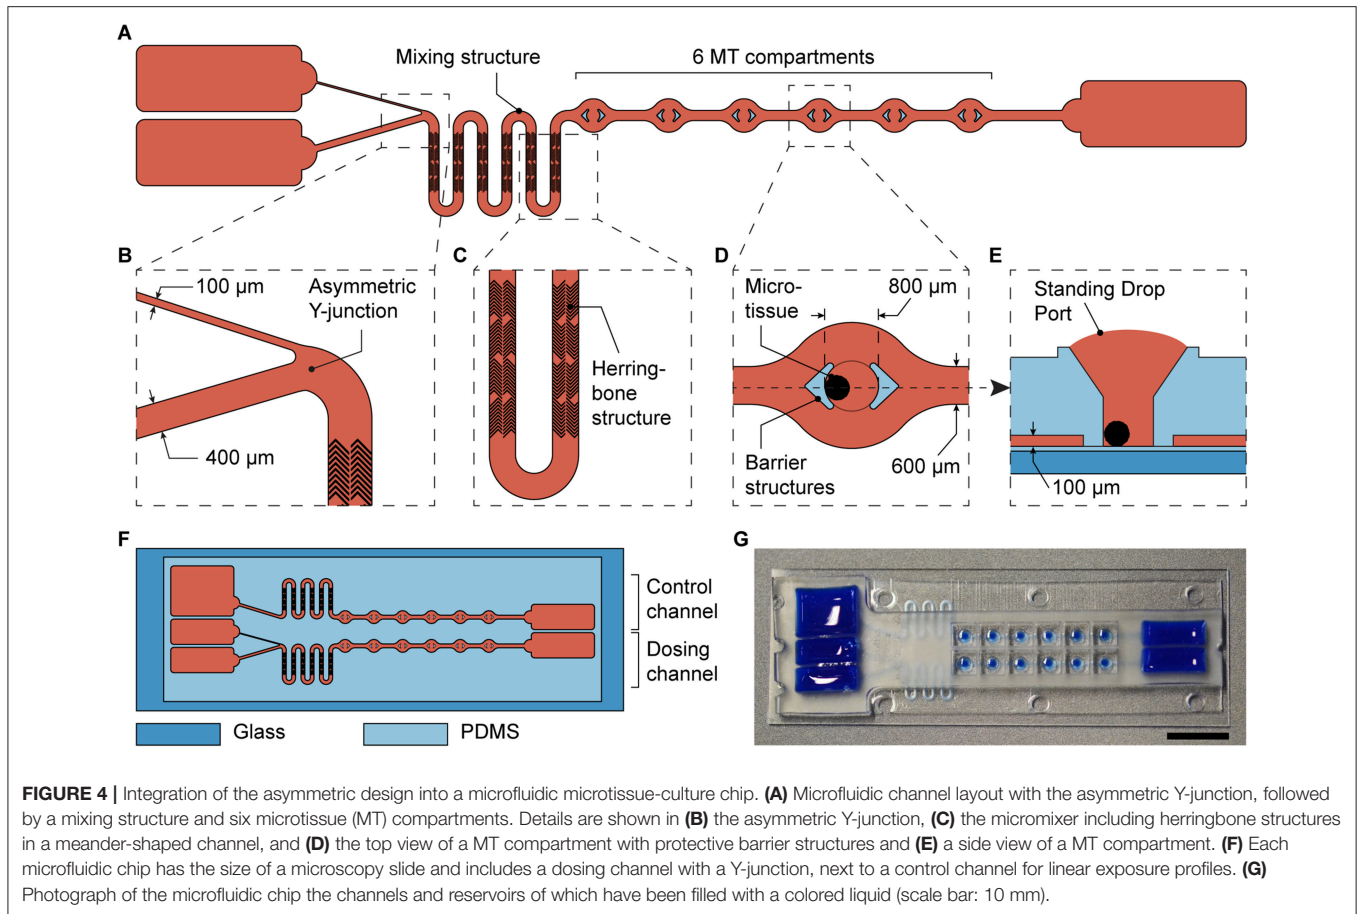 A
Mixing structure
6 MT compartments
B
100 µm
Asymmetric
Y-junction
400 µm
C
Herring-
bone
structure
D
Micro-
tissue
800 µm
Barrier
structures
600 µm
E
Standing Drop
Port
100 µm
F
Control
channel
Dosing
channel
Glass
PDMS
G
FIGURE 4 | Integration of the asymmetric design into a microfluidic microtissue-culture chip. (A) Microfluidic channel layout with the asymmetric Y-junction, followed
by a mixing structure and six microtissue (MT) compartments. Details are shown in (B) the asymmetric Y-junction, (C) the micromixer including herringbone structures
in a meander-shaped channel, and (D) the top view of a MT compartment with protective barrier structures and (E) a side view of a MT compartment. (F) Each
microfluidic chip has the size of a microscopy slide and includes a dosing channel with a Y-junction, next to a control channel for linear exposure profiles. (G)
Photograph of the microfluidic chip the channels and reservoirs of which have been filled with a colored liquid (scale bar: 10 mm).